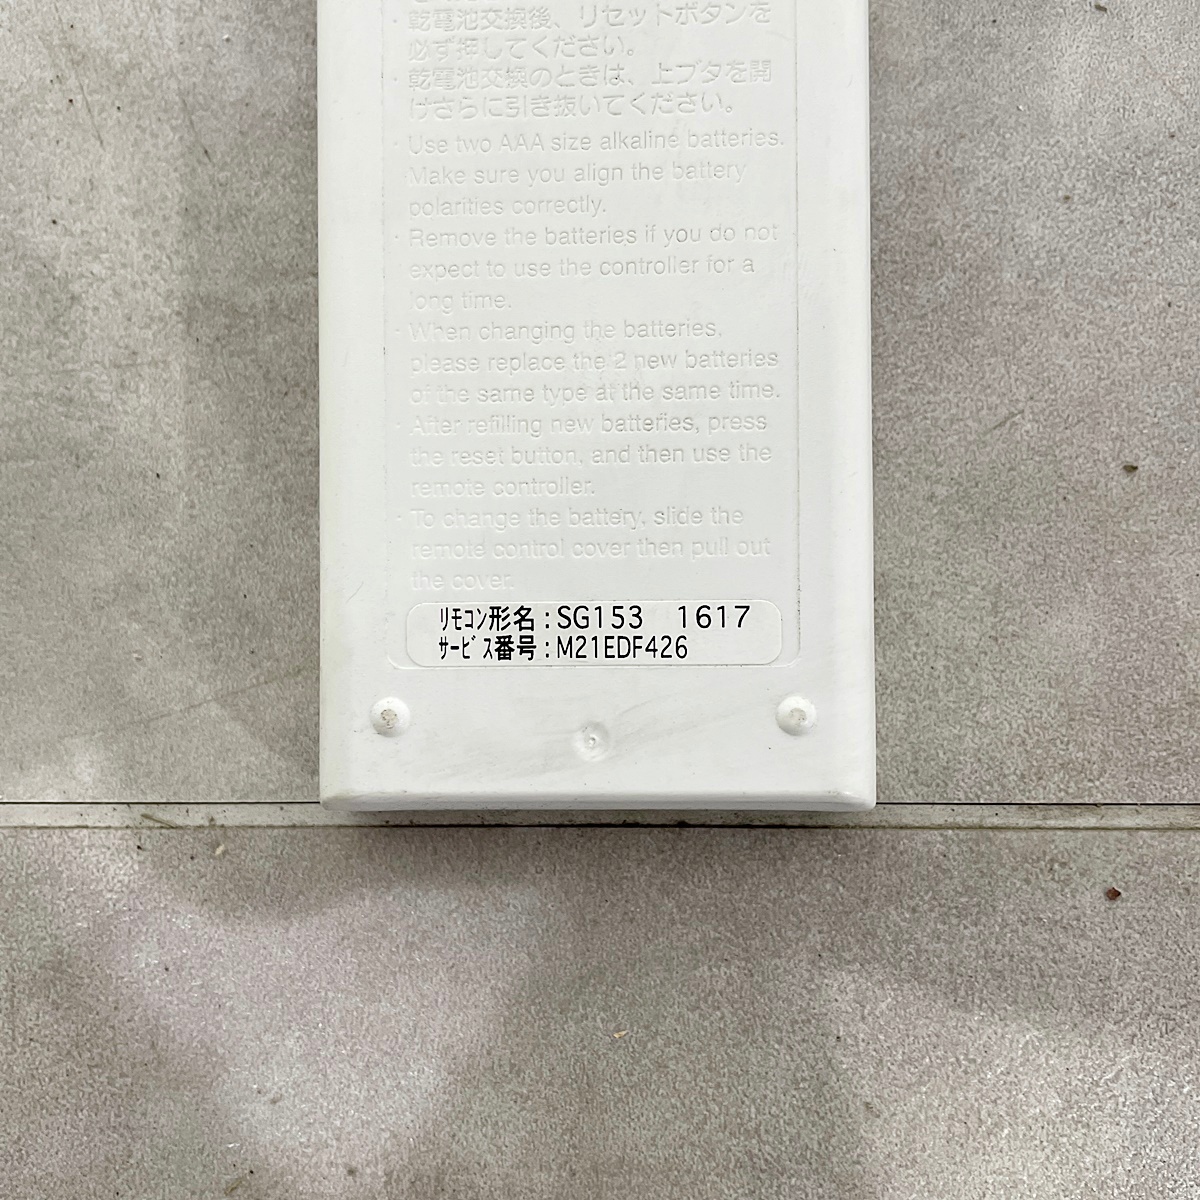 乾電池交換後、リセットボタンを
必ず押してください。
・乾電池交換のときは、上ブタを開
けさらに引き抜いてください。
・Use two AAA size alkaline batteries.
Make sure you align the battery
polarities correctly.
・Remove the batteries if you do not
expect to use the controller for a
long time.
・When changing the batteries,
please replace the 2 new batteries
of the same type at the same time.
・After refilling new batteries, press
the reset button, and then use the
remote controller.
・To change the battery, slide the
remote control cover then pull out
the cover.
ﾘﾓｺﾝ形名：SG153 1617
ｻｰﾋﾞｽ番号：M21EDF426